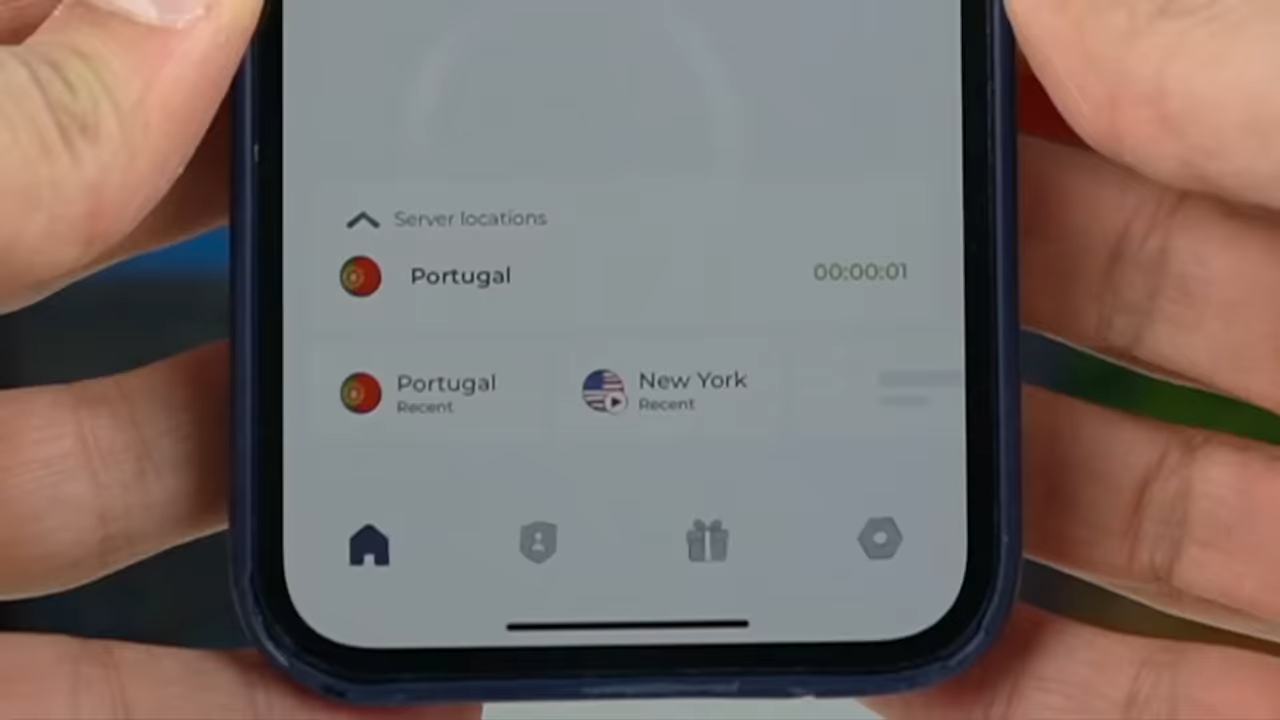 Server locations
Portugal
00:00:01
Portugal
Recent
New York
Recent